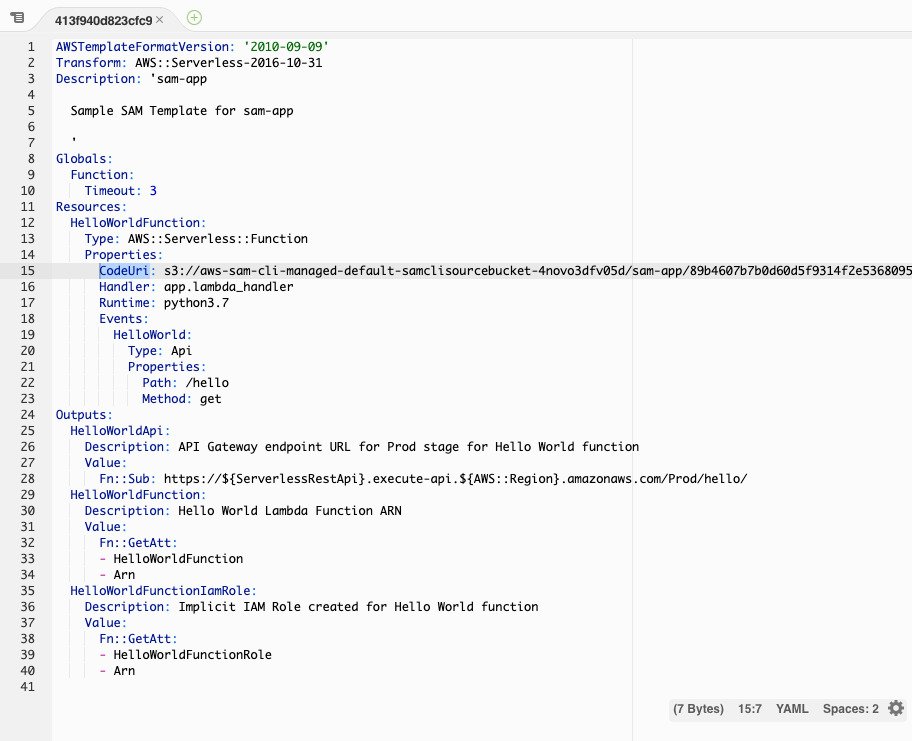 413f940d823cfc9 ×
1 AWSTemplateFormatVersion: '2010-09-09'
2 Transform: AWS::Serverless-2016-10-31
3 Description: 'sam-app
4
5 Sample SAM Template for sam-app
6
7 '
8 Globals:
9 Function:
10 Timeout: 3
11 Resources:
12 HelloWorldFunction:
13 Type: AWS::Serverless::Function
14 Properties:
15 CodeUri: s3://aws-sam-cli-managed-default-samclisourcebucket-4novo3dfv05d/sam-app/89b4607b7b0d60d5f9314f2e5368095
16 Handler: app.lambda_handler
17 Runtime: python3.7
18 Events:
19 HelloWorld:
20 Type: Api
21 Properties:
22 Path: /hello
23 Method: get
24 Outputs:
25 HelloWorldApi:
26 Description: API Gateway endpoint URL for Prod stage for Hello World function
27 Value:
28 Fn::Sub: https://${ServerlessRestApi}.execute-api.${AWS::Region}.amazonaws.com/Prod/hello/
29 HelloWorldFunction:
30 Description: Hello World Lambda Function ARN
31 Value:
32 Fn::GetAtt:
33 - HelloWorldFunction
34 - Arn
35 HelloWorldFunctionIamRole:
36 Description: Implicit IAM Role created for Hello World function
37 Value:
38 Fn::GetAtt:
39 - HelloWorldFunctionRole
40 - Arn
41
(7 Bytes) 15:7 YAML Spaces: 2